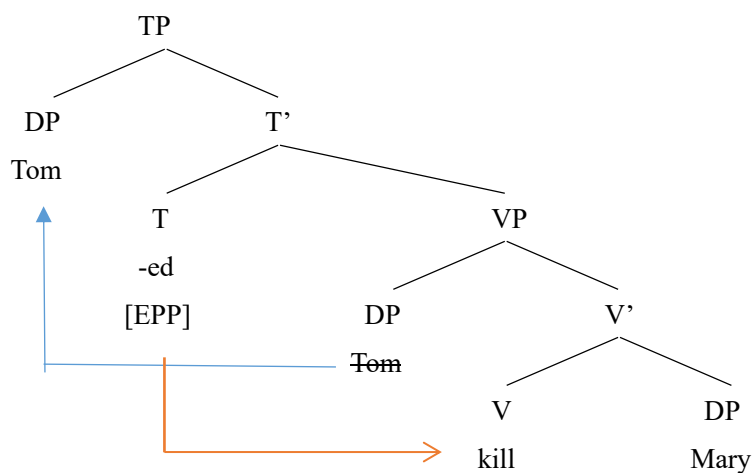 TP
DP T’
Tom
T VP
-ed
[EPP] DP V’
Tom
V DP
kill Mary